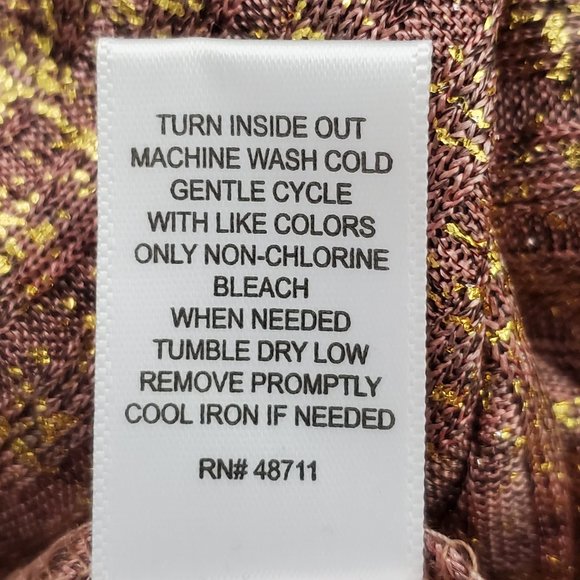 TURN INSIDE OUT
MACHINE WASH COLD
GENTLE CYCLE
WITH LIKE COLORS
ONLY NON-CHLORINE
BLEACH
WHEN NEEDED
TUMBLE DRY LOW
REMOVE PROMPTLY
COOL IRON IF NEEDED
RN# 48711